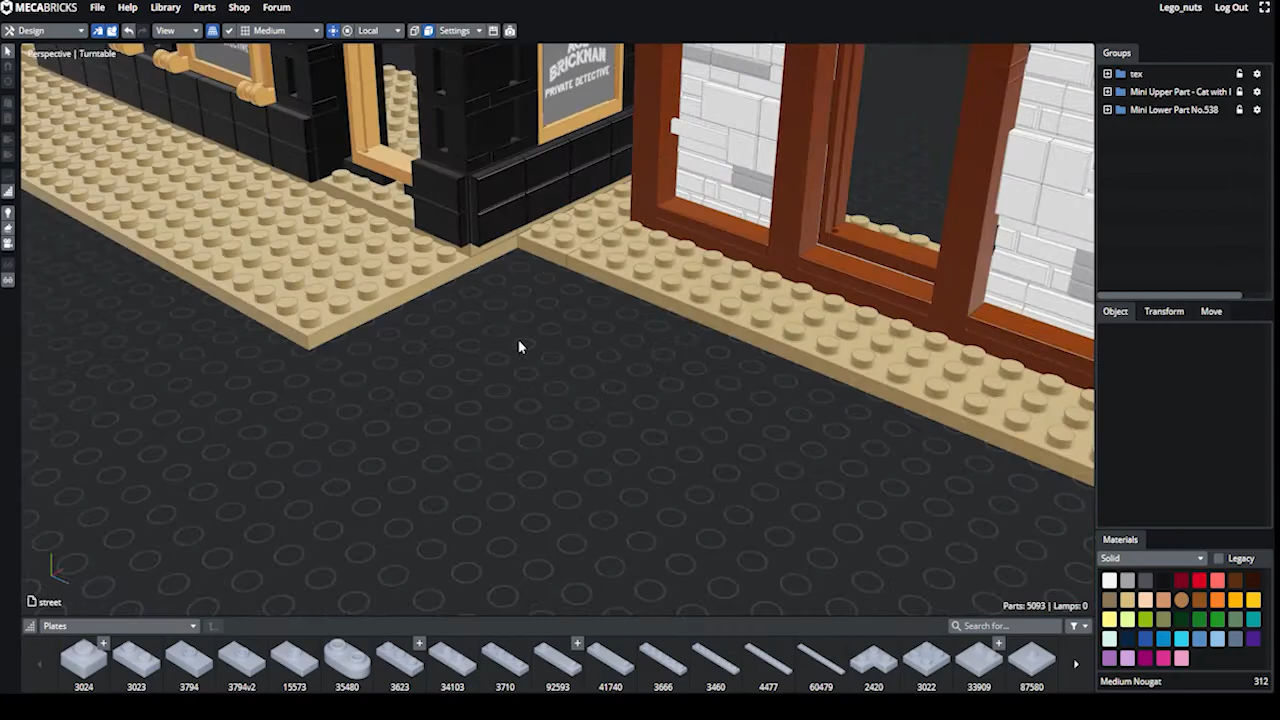 MECABRICKS File Help Library Parts Shop Forum Lego_nuts Log Out
Design View Medium Local Settings
Perspective | Turntable
BRICKMAN
PRIVATE DETECTIVE
Groups
tex
Mini Upper Part - Cat with
Mini Lower Part No.538
Object Transform Move
Materials
Solid Legacy
street
Parts: 5093 | Lamps: 0
Plates Search for...
3024 3023 3794 3794v2 15573 35480 3623 34103 3710 92593 41740 3666 3460 4477 60479 2420 3022 33909 87580
Medium Nougat 312